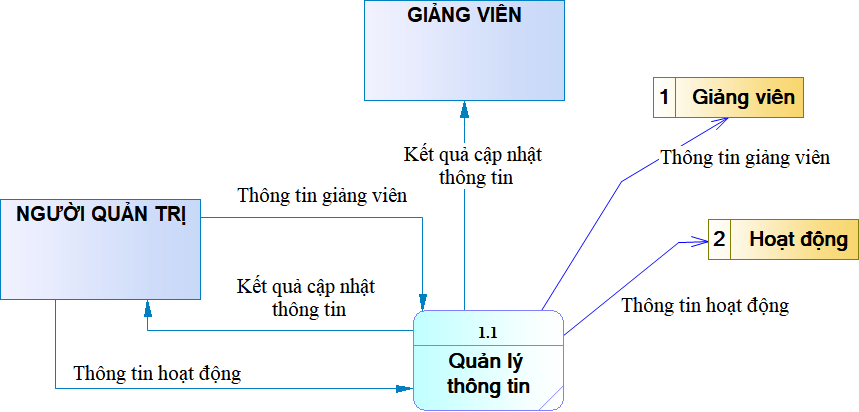 GIẢNG VIÊN
1 Giảng viên
Kết quả cập nhật
thông tin
Thông tin giảng viên
Thông tin giảng viên
NGƯỜI QUẢN TRỊ
2 Hoạt động
Kết quả cập nhật
thông tin
Thông tin hoạt động
1.1
Quản lý
thông tin
Thông tin hoạt động